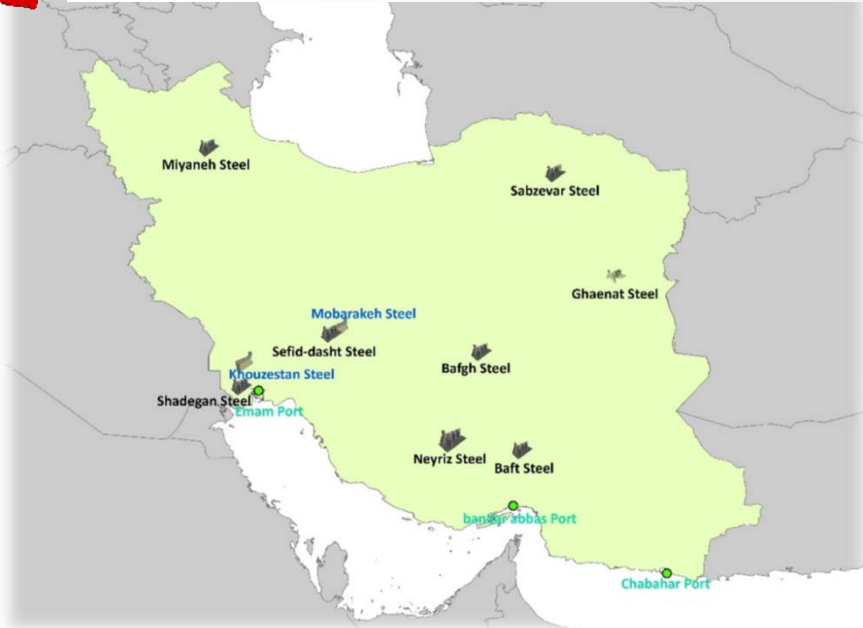 Miyaneh Steel
Sabzevar Steel
Ghaenat Steel
Mobarakeh Steel
Sefid-dasht Steel
Bafgh Steel
Khouzestan Steel
Shadegan Steel
Emam Port
Neyriz Steel
Baft Steel
bandar abbas Port
Chabahar Port